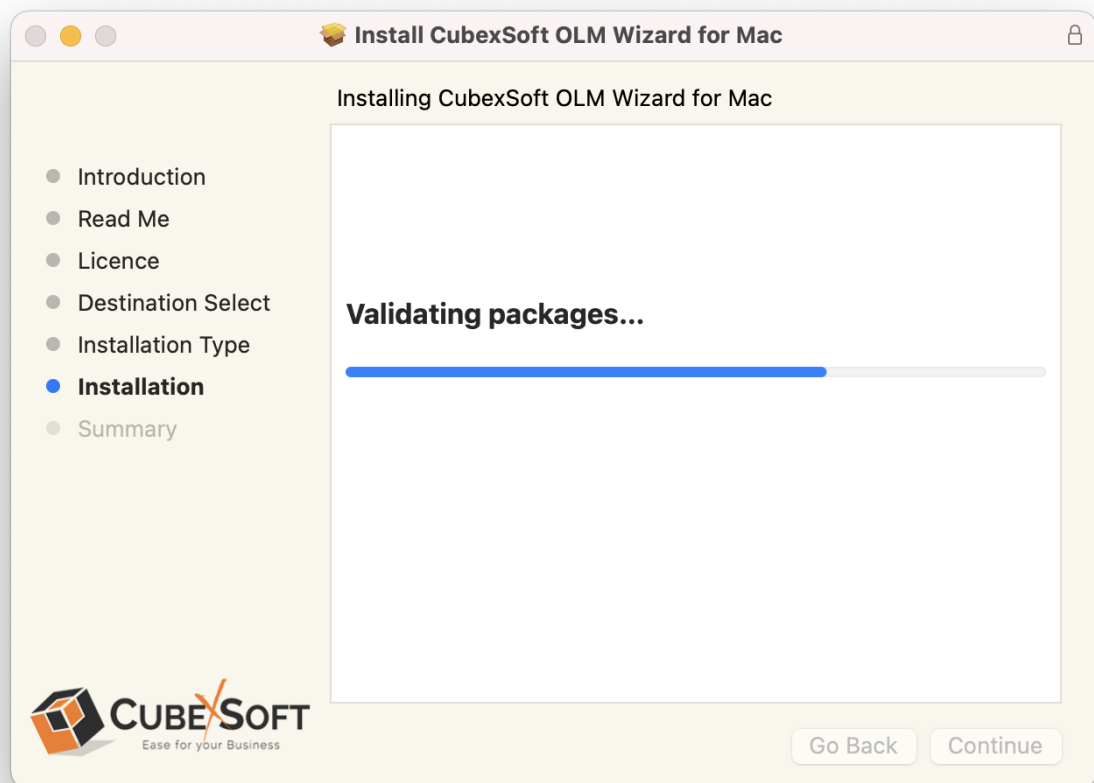 Install CubexSoft OLM Wizard for Mac
Installing CubexSoft OLM Wizard for Mac
Introduction
Read Me
Licence
Destination Select
Installation Type
Installation
Summary
Validating packages...
CUBEXSOFT
Ease for your Business
Go Back
Continue